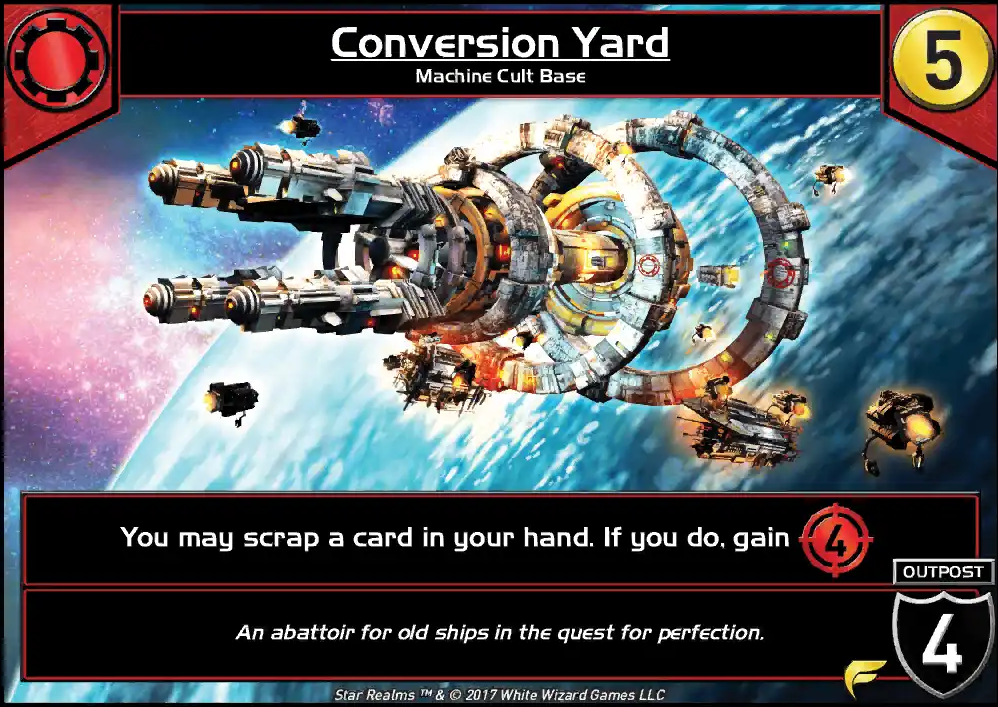 Conversion Yard
Machine Cult Base
5
You may scrap a card in your hand. If you do, gain 4
OUTPOST
4
An abattoir for old ships in the quest for perfection.
Star Realms ™ & © 2017 White Wizard Games LLC